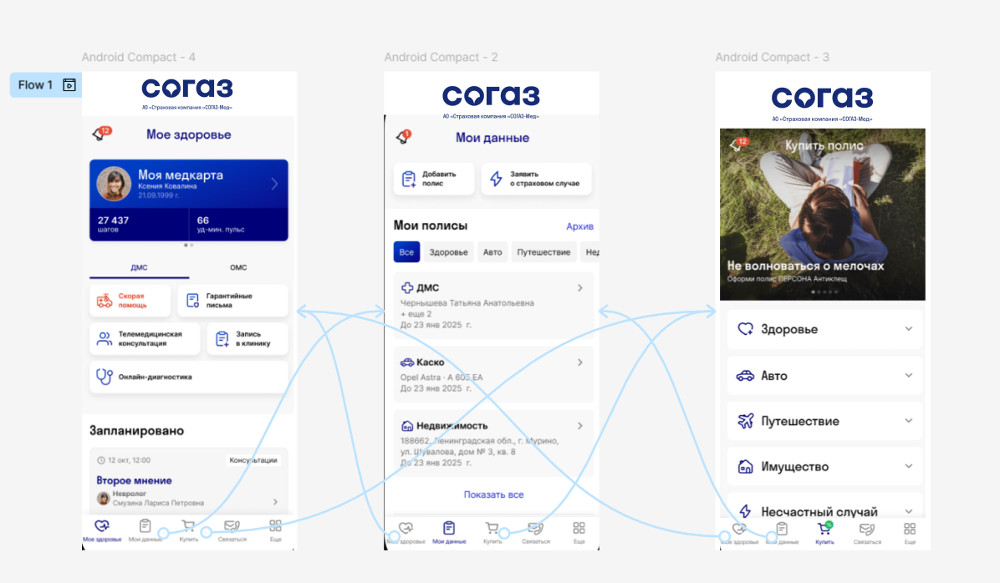 Android Compact - 4
Flow 1
согаз
АО «Страховая компания «СОГАЗ-Мед»
12
Мое здоровье
Моя медкарта
Ксения Ковалина
21.09.1999 г.
27 437
шагов
66
уд-мин. пульс
ДМС
ОМС
Скорая
помощь
Гарантийные
письма
Телемедицинская
консультация
Запись
в клинику
Онлайн-диагностика
Запланировано
12 окт, 12:00
Консультации
Второе мнение
Невролог
Смузина Лариса Петровна
Мое здоровье
Мои данные
Купить
Связаться
Еще
Android Compact - 2
согаз
АО «Страховая компания «СОГАЗ-Мед»
1
Мои данные
Добавить
полис
Заявить
о страховом случае
Мои полисы
Архив
Все
Здоровье
Авто
Путешествие
Нед
ДМС
Чернышева Татьяна Анатольевна
+ еще 2
До 23 янв 2025 г.
Каско
Opel Astra · А 605 ЕА
До 23 янв 2025 г.
Недвижимость
188662, Ленинградская обл., г. Мурино,
ул. Шувалова, дом № 3, кв. 8
До 23 янв 2025 г.
Показать все
Мое здоровье
Мои данные
Купить
Связаться
Еще
Android Compact - 3
согаз
АО «Страховая компания «СОГАЗ-Мед»
12
Купить полис
Не волноваться о мелочах
Оформи полис ПЕРСОНА Антиклещ
Здоровье
Авто
Путешествие
Имущество
Несчастный случай
Мое здоровье
Мои данные
Купить
Связаться
Еще